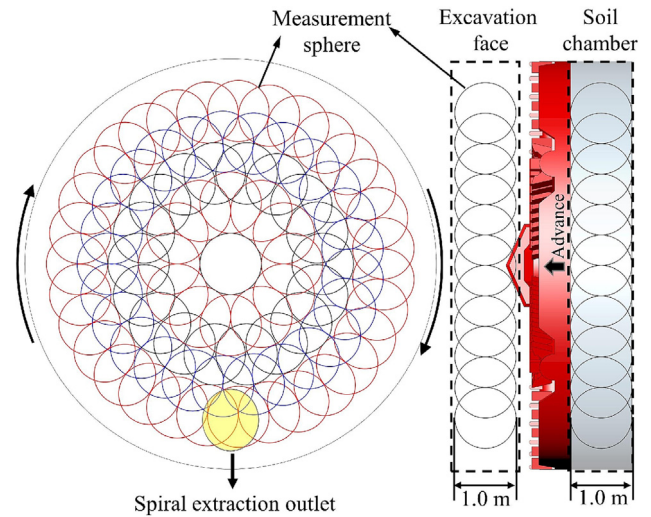 Measurement
sphere
Excavation
face
Soil
chamber
Advance
1.0 m
1.0 m
Spiral extraction outlet